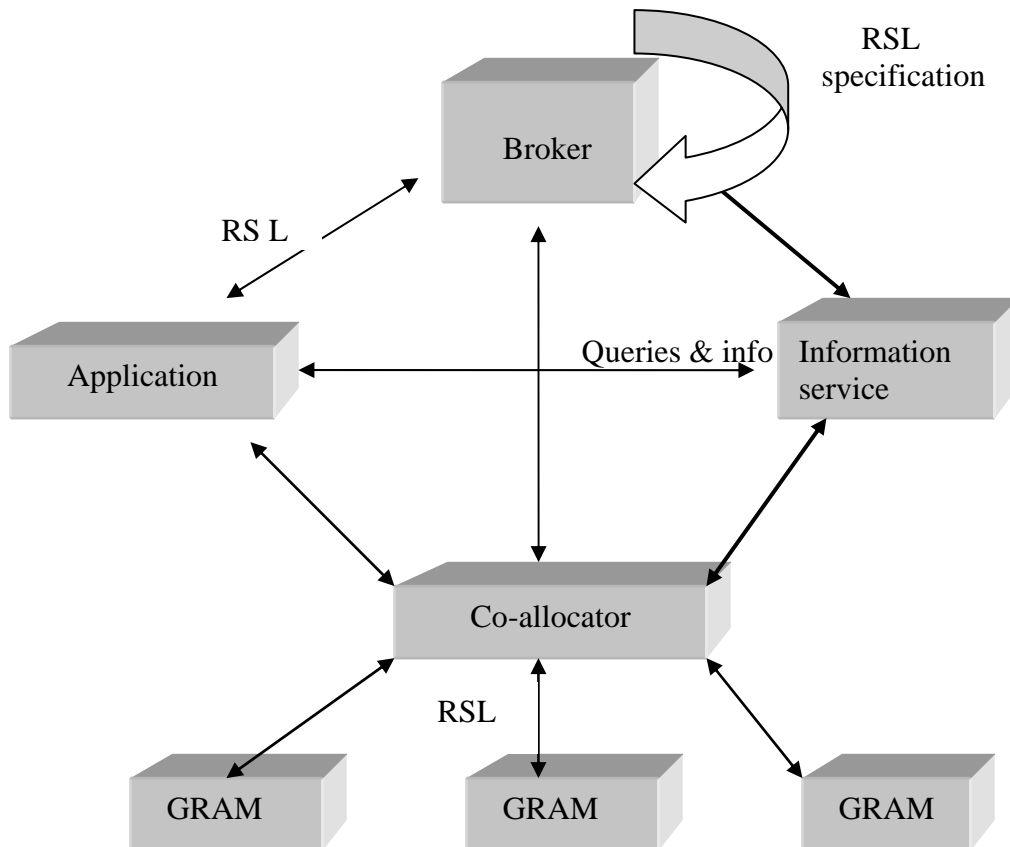 RSL
specification
Broker
RS L
Queries & info
Information
service
Application
Co-allocator
RSL
GRAM
GRAM
GRAM